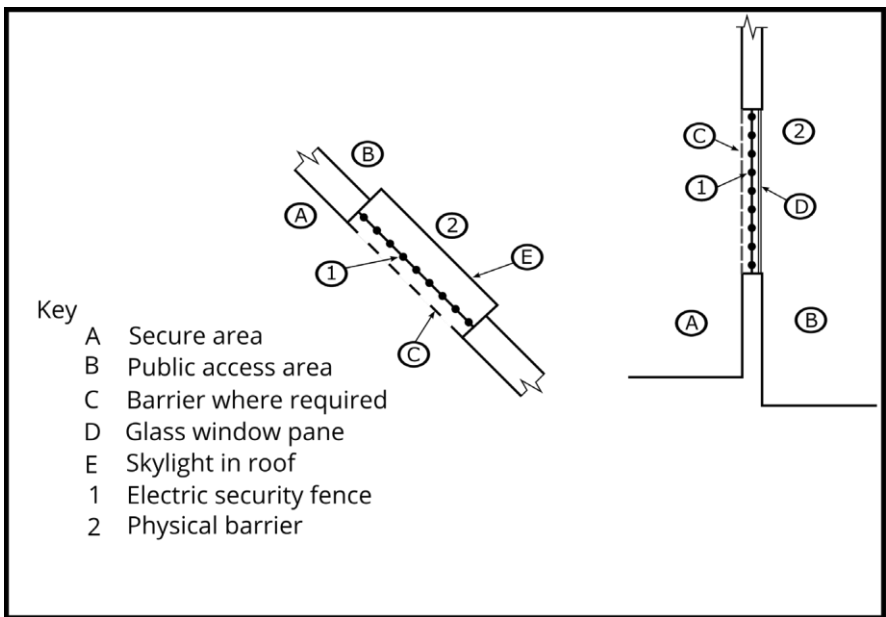 B
A
2
1
E
C
C
2
1
D
A
B
Key
A Secure area
B Public access area
C Barrier where required
D Glass window pane
E Skylight in roof
1 Electric security fence
2 Physical barrier